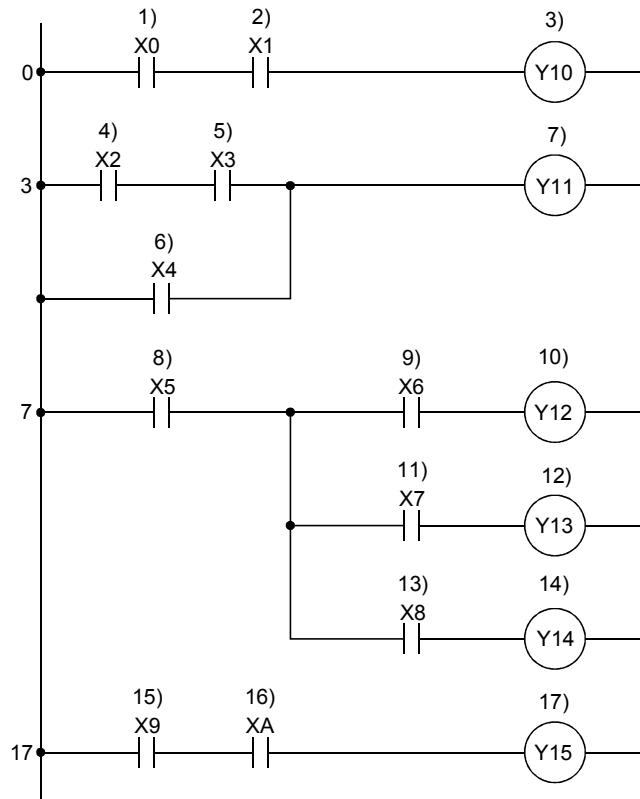 1) 2) 3)
X0 X1
0 Y10
4) 5) 7)
X2 X3
3 Y11
6)
X4
8) 9) 10)
X5 X6
7 Y12
11) 12)
X7
Y13
13) 14)
X8
Y14
15) 16) 17)
X9 XA
17 Y15